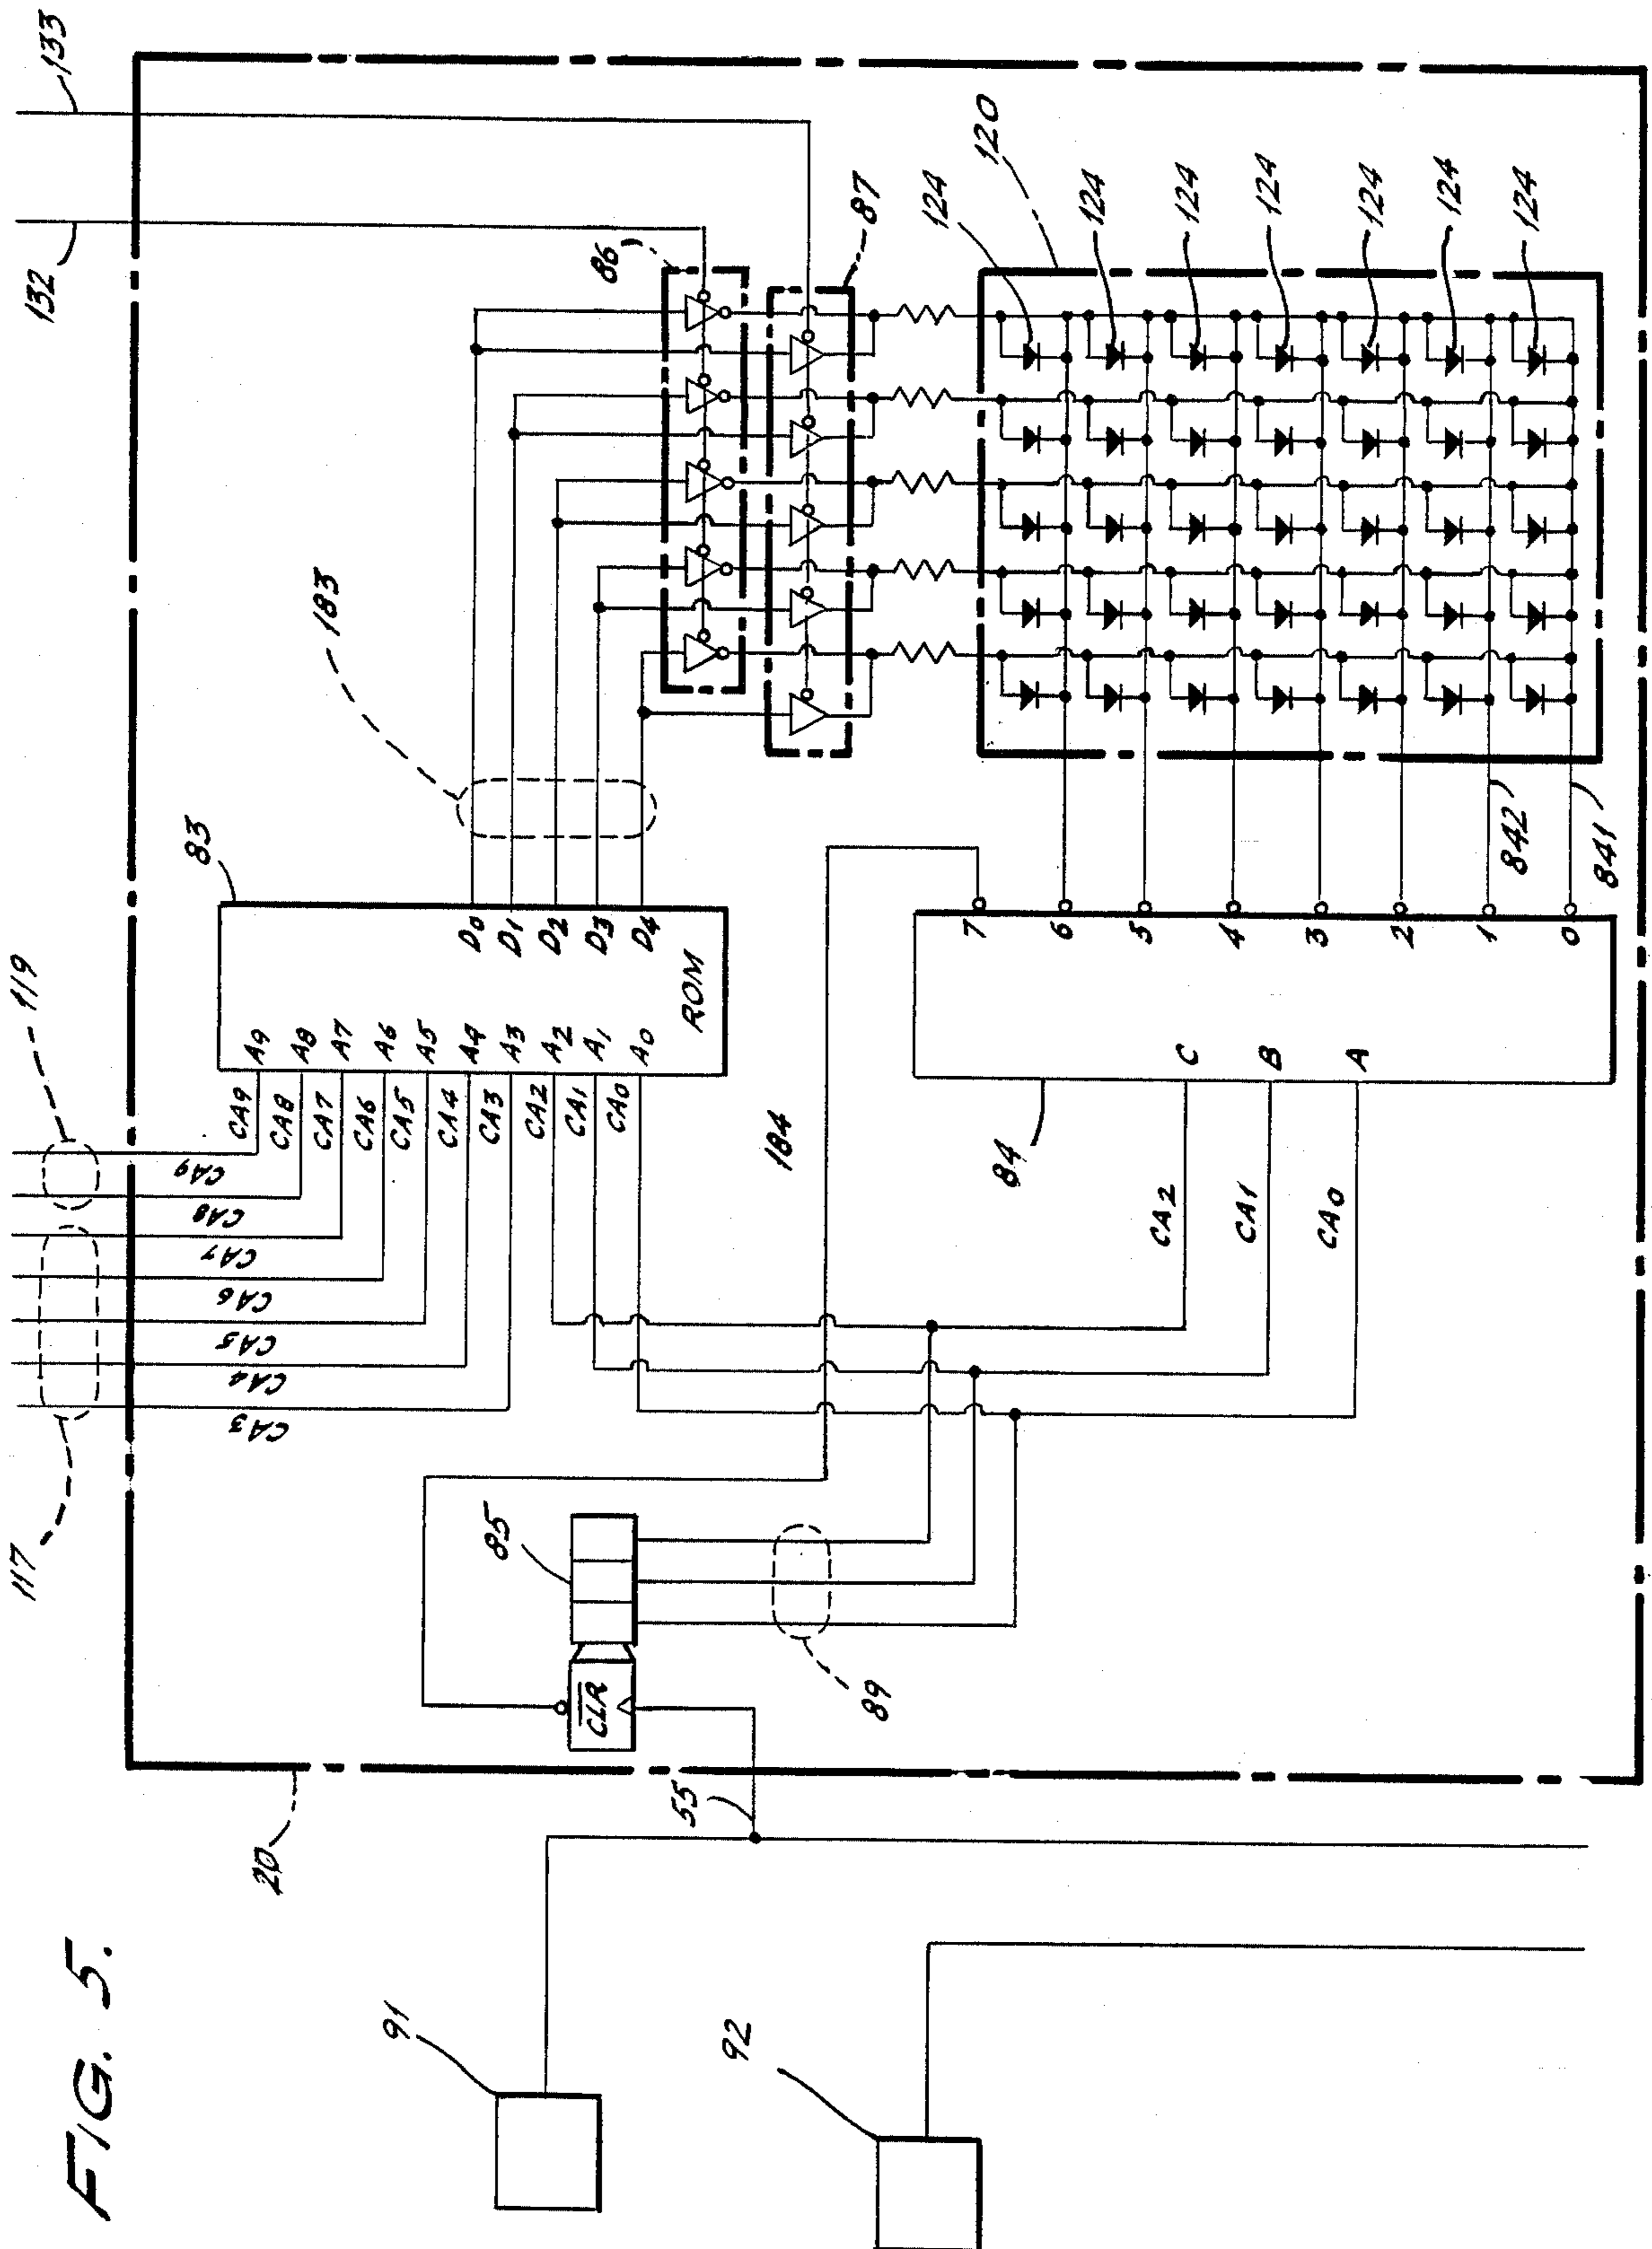 FIG. 5.
133
132
119
117
20
CA9
CA8
CA7
CA6
CA5
CA4
CA3
CA9
CA8
CA7
CA6
CA5
CA4
CA3
CA2
CA1
CA0
A9
A8
A7
A6
A5
A4
A3
A2
A1
A0
ROM
D0
D1
D2
D3
D4
83
183
86
87
120
124
124
124
124
124
124
124
184
85
CLR
89
55
91
92
84
CA2
CA1
CA0
C
B
A
7
6
5
4
3
2
1
0
842
841